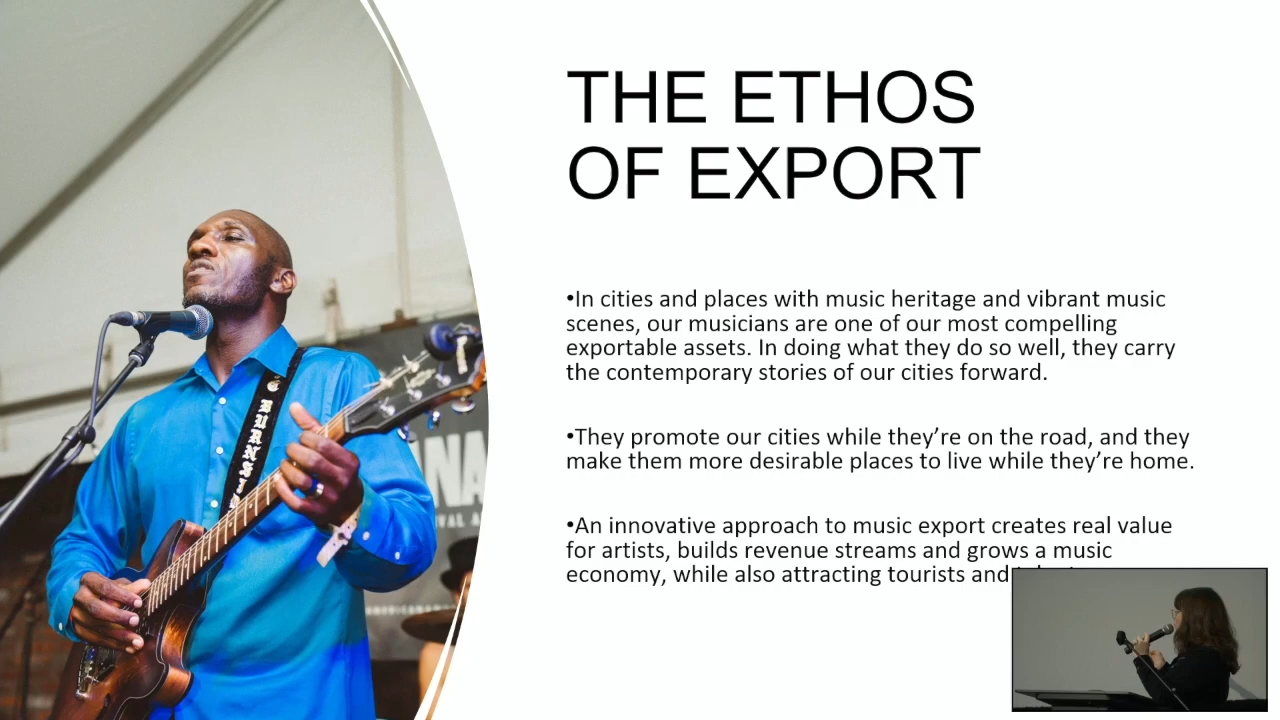 THE ETHOS
OF EXPORT
•In cities and places with music heritage and vibrant music
scenes, our musicians are one of our most compelling
exportable assets. In doing what they do so well, they carry
the contemporary stories of our cities forward.
•They promote our cities while they’re on the road, and they
make them more desirable places to live while they’re home.
•An innovative approach to music export creates real value
for artists, builds revenue streams and grows a music
economy, while also attracting tourists and
BURNSI
NA
IVAL